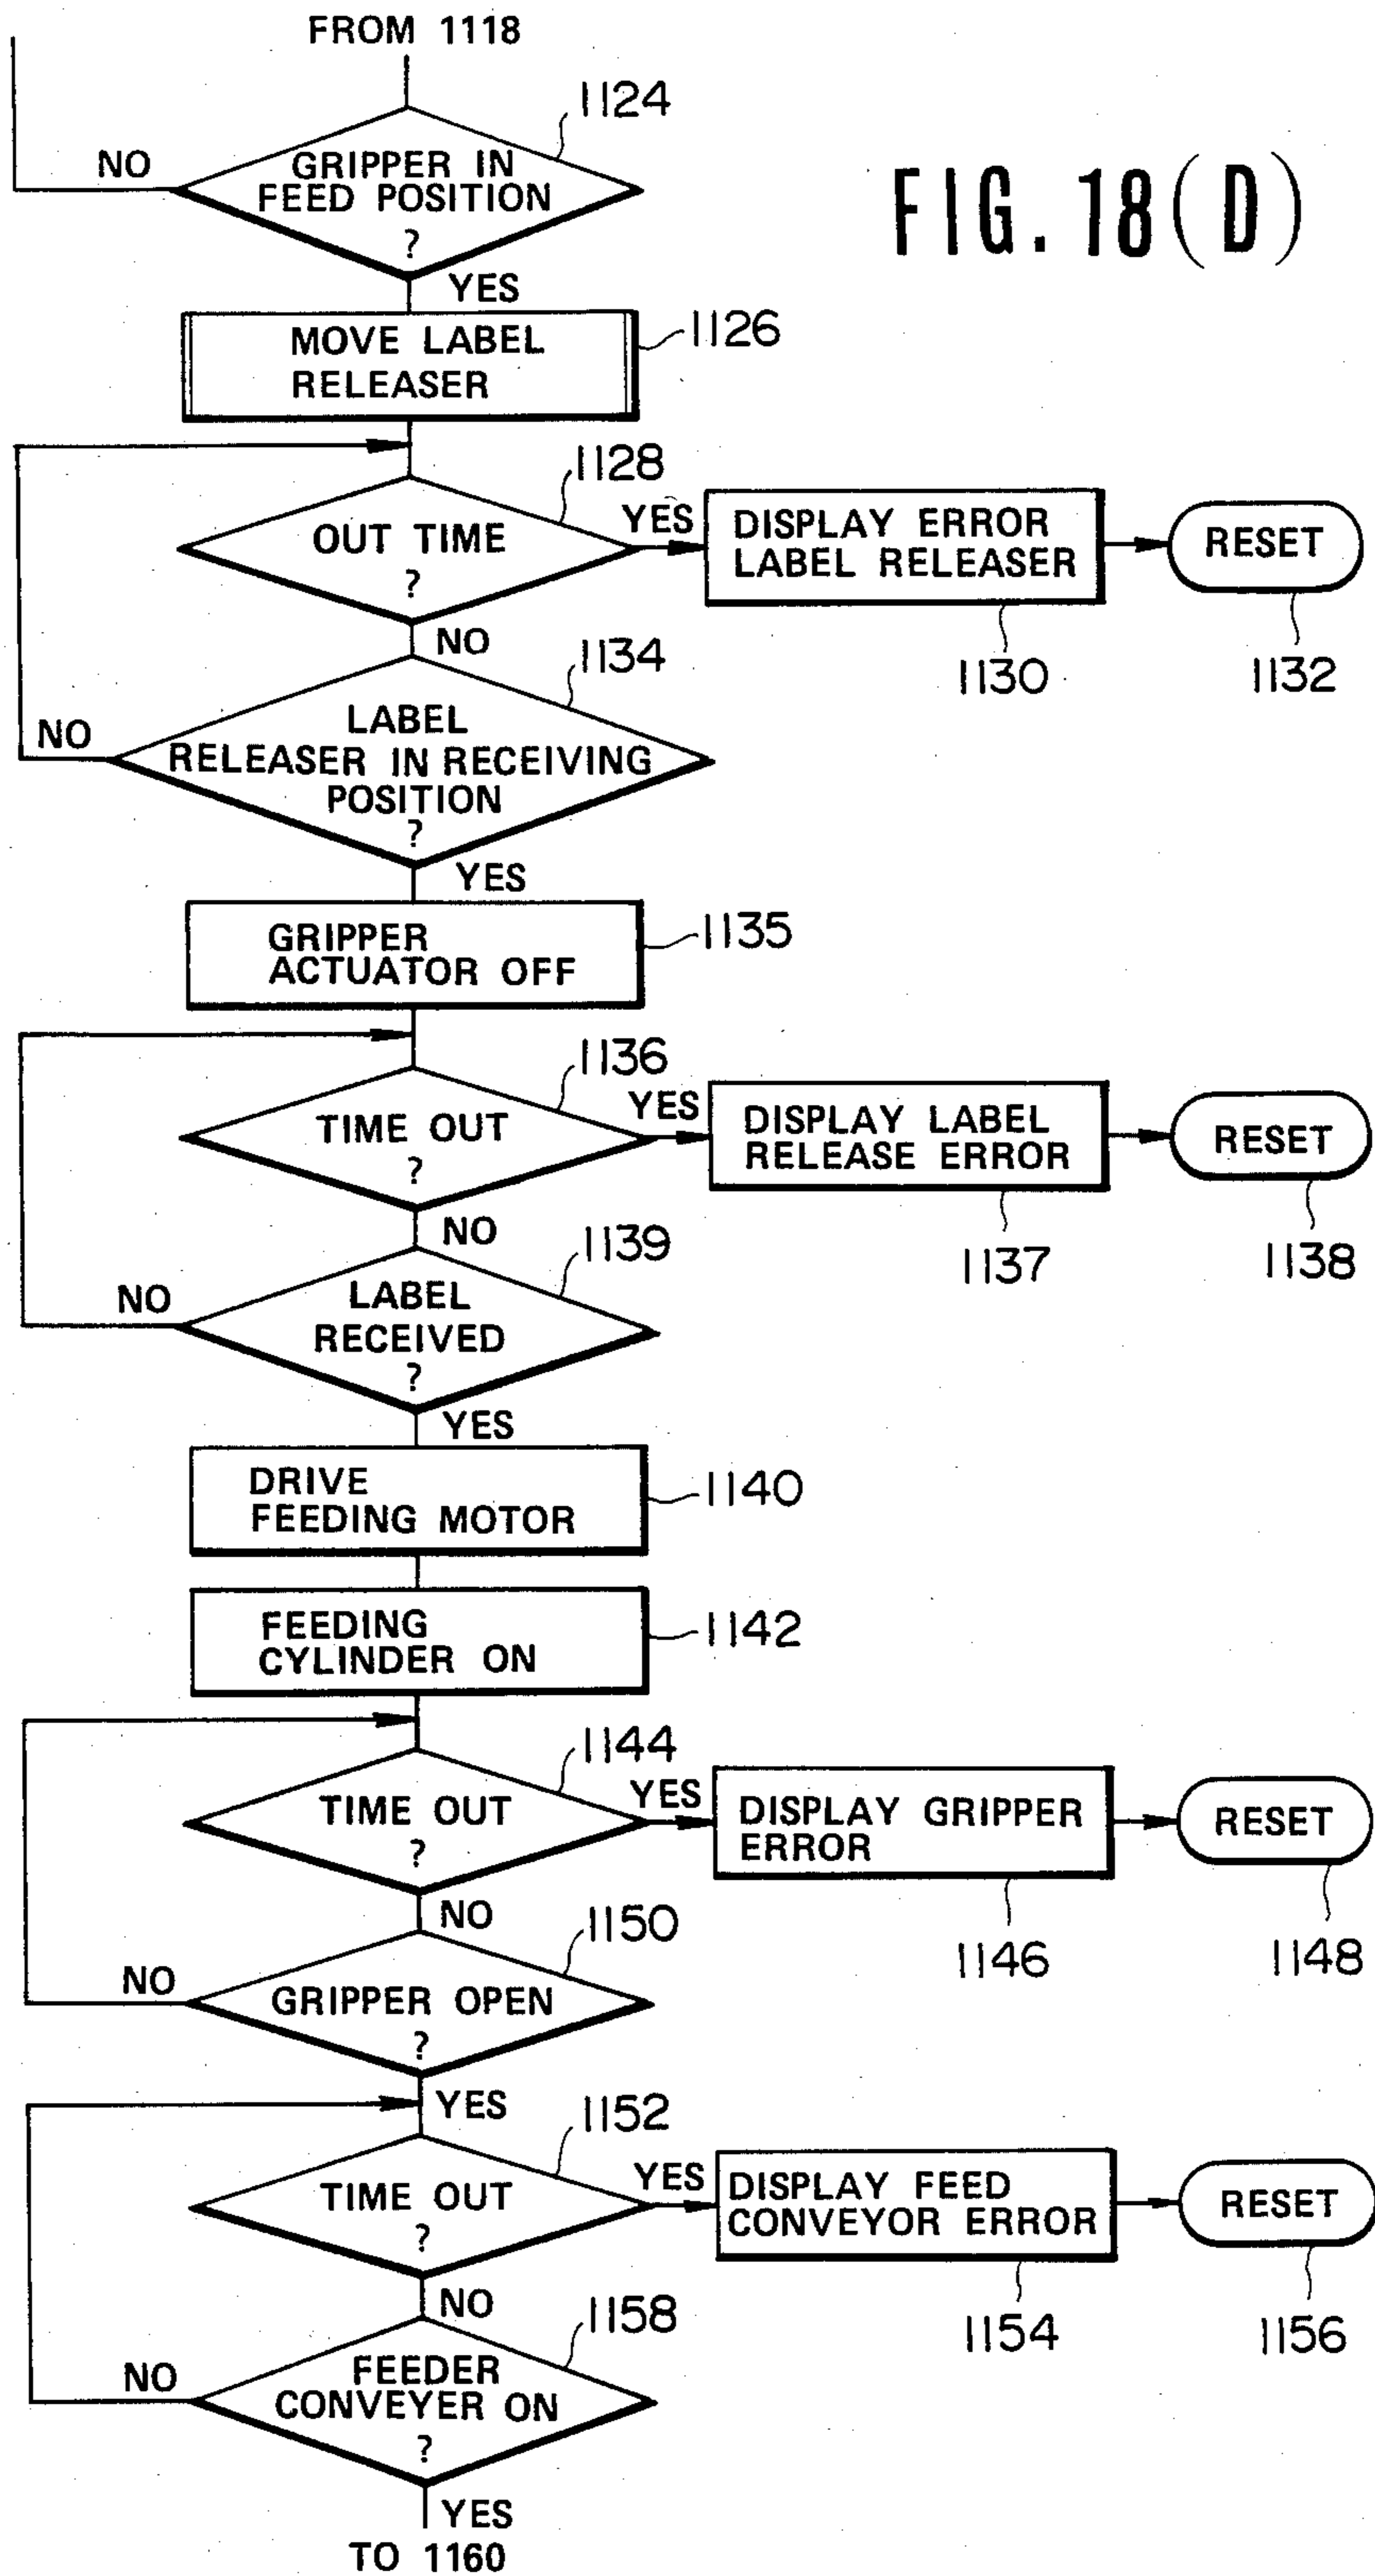 FROM 1118
1124
FIG. 18(D)
NO
GRIPPER IN
FEED POSITION
?
YES
MOVE LABEL
RELEASER
1126
1128
OUT TIME
?
YES
DISPLAY ERROR
LABEL RELEASER
RESET
1130
1132
NO
1134
LABEL
RELEASER IN RECEIVING
POSITION
?
NO
YES
GRIPPER
ACTUATOR OFF
1135
1136
TIME OUT
?
YES
DISPLAY LABEL
RELEASE ERROR
RESET
1137
1138
NO
1139
LABEL
RECEIVED
?
NO
YES
DRIVE
FEEDING MOTOR
1140
FEEDING
CYLINDER ON
1142
1144
TIME OUT
?
YES
DISPLAY GRIPPER
ERROR
RESET
1146
1148
NO
1150
GRIPPER OPEN
?
NO
YES
1152
TIME OUT
?
YES
DISPLAY FEED
CONVEYOR ERROR
RESET
1154
1156
NO
1158
FEEDER
CONVEYER ON
?
NO
YES
TO 1160